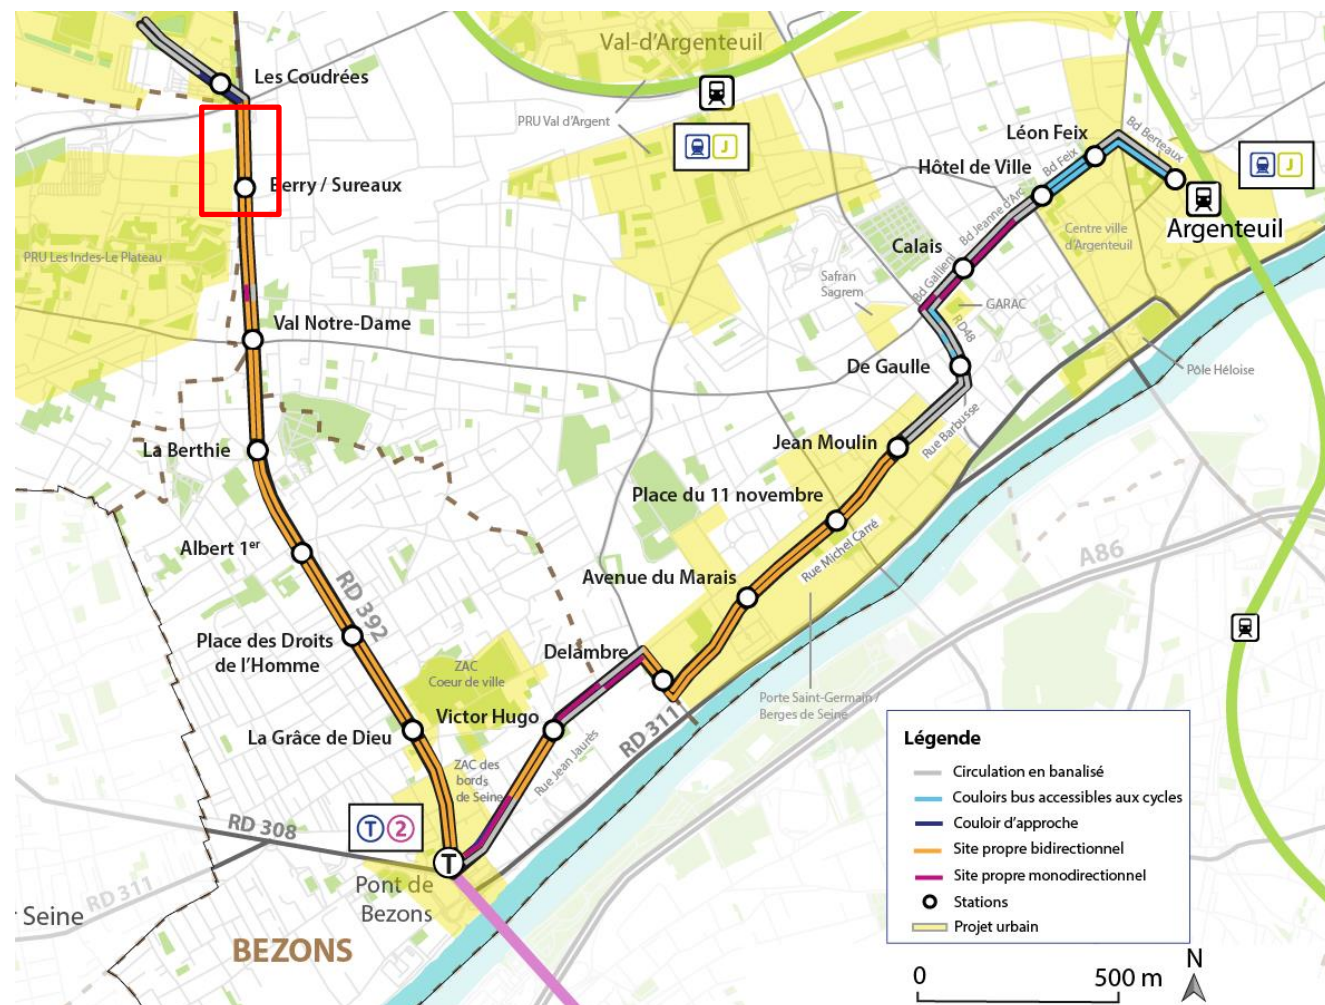 Val-d'Argenteuil
Les Coudrées
PRU Val d'Argent
J
Léon Feix
Bd Berteaux
Bd Feix
Hôtel de Ville
J
Berry / Sureaux
Bd Jeanne d'Arc
Argenteuil
Centre ville
d'Argenteuil
Calais
PRU Les Indes-Le Plateau
Safran
Sagrem
Bd Gallieni
GARAC
Val Notre-Dame
RD48
De Gaulle
Pôle Héloise
La Berthie
Jean Moulin
Rue Barbusse
Place du 11 novembre
Albert 1er
Rue Michel Carré
A86
Avenue du Marais
RD 392
Place des Droits
de l'Homme
Delambre
ZAC
Coeur de ville
Porte Saint-Germain /
Berges de Seine
Victor Hugo
RD 311
La Grâce de Dieu
Rue Jean Jaurès
ZAC des
bords
de Seine
RD 308
T 2
T
Pont de
Bezons
RD 311
Seine
BEZONS
Légende
Circulation en banalisé
Couloirs bus accessibles aux cycles
Couloir d'approche
Site propre bidirectionnel
Site propre monodirectionnel
Stations
Projet urbain
N
0 500 m